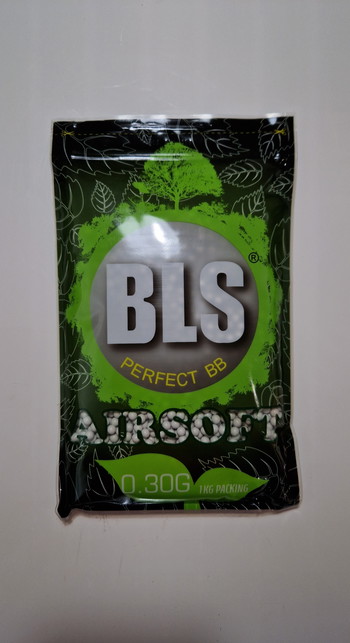 BLS®
PERFECT BB
AIRSOFT
0.30G 1KG PACKING